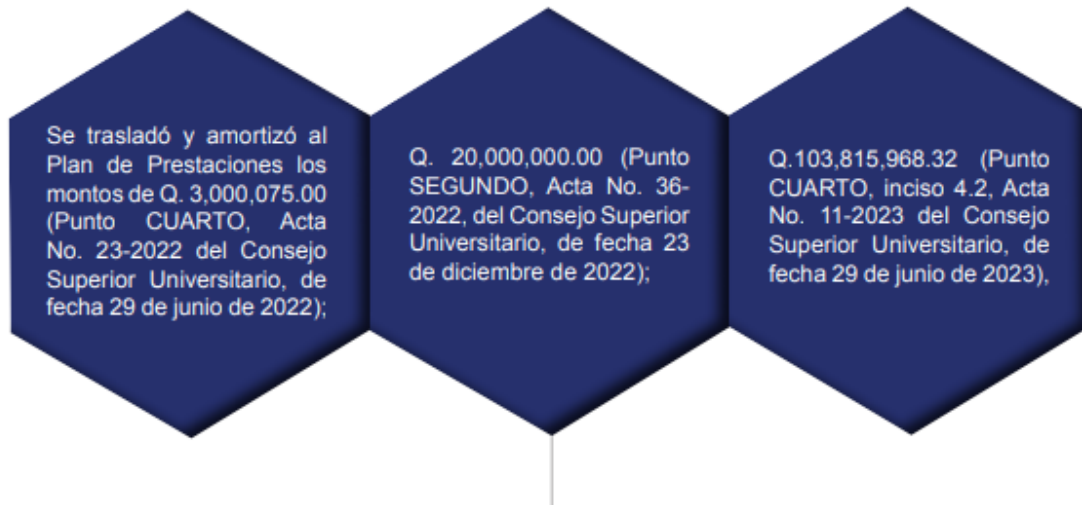 Se trasladó y amortizó al
Plan de Prestaciones los
montos de Q. 3,000,075.00
(Punto CUARTO, Acta
No. 23-2022 del Consejo
Superior Universitario, de
fecha 29 de junio de 2022);
Q. 20,000,000.00 (Punto
SEGUNDO, Acta No. 36-
2022, del Consejo Superior
Universitario, de fecha 23
de diciembre de 2022);
Q.103,815,968.32 (Punto
CUARTO, inciso 4.2, Acta
No. 11-2023 del Consejo
Superior Universitario, de
fecha 29 de junio de 2023),